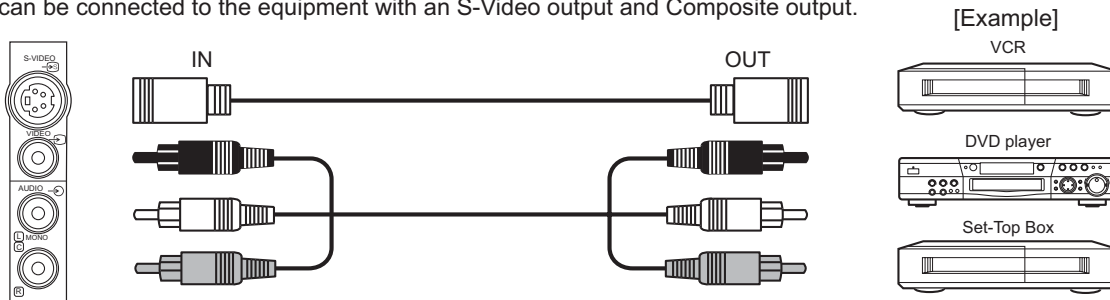 can be connected to the equipment with an S-Video output and Composite output.
[Example]
S-VIDEO
S
VIDEO
AUDIO
L
MONO
C
R
IN
OUT
VCR
DVD player
Set-Top Box